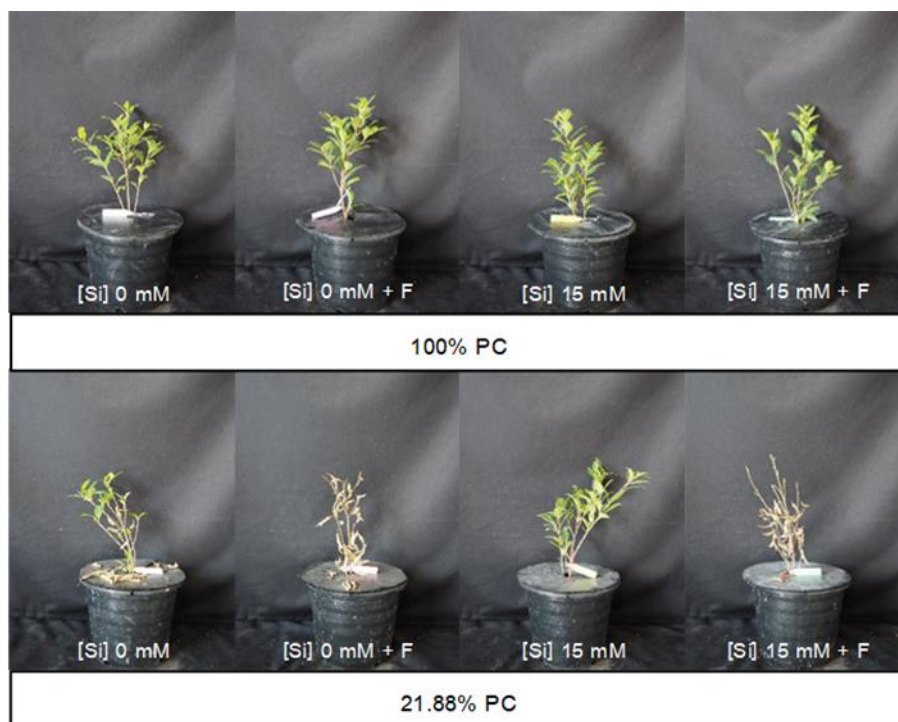 [Si] 0 mM
[Si] 0 mM + F
[Si] 15 mM
[Si] 15 mM + F
100% PC
[Si] 0 mM
[Si] 0 mM + F
[Si] 15 mM
[Si] 15 mM + F
21.88% PC